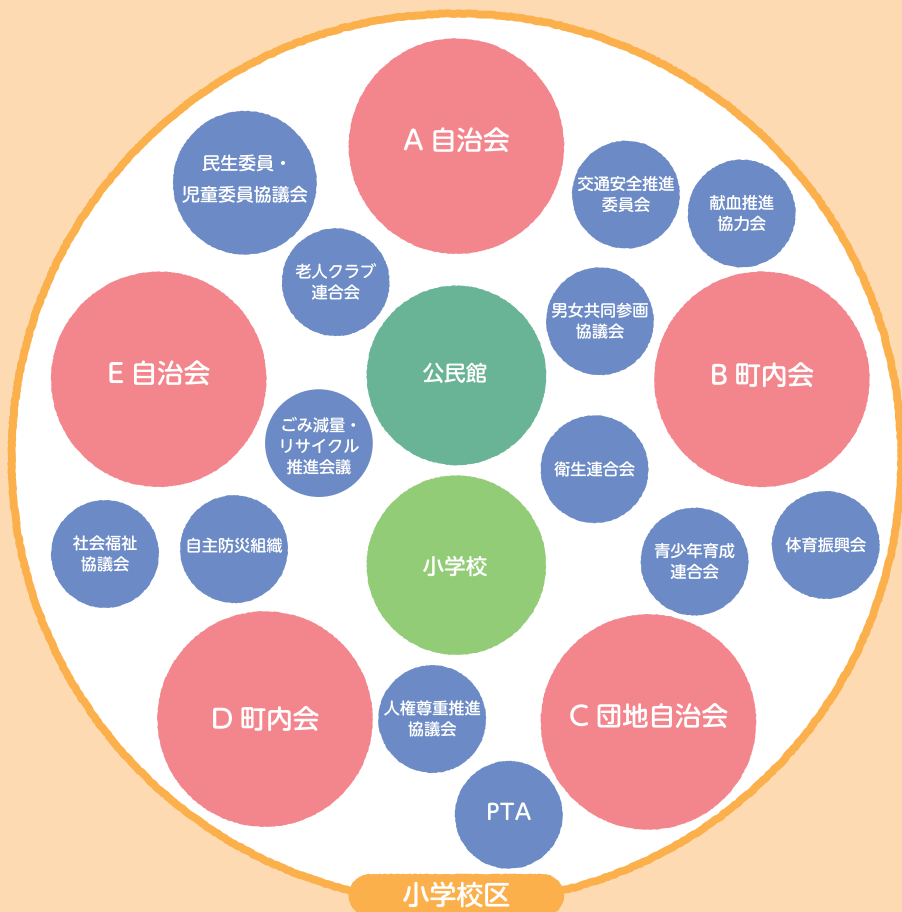 A 自治会
民生委員・
児童委員協議会
交通安全推進
委員会
献血推進
協力会
老人クラブ
連合会
男女共同参画
協議会
E 自治会
公民館
B 町内会
ごみ減量・
リサイクル
推進会議
衛生連合会
社会福祉
協議会
自主防災組織
小学校
青少年育成
連合会
体育振興会
D 町内会
人権尊重推進
協議会
C 団地自治会
PTA
小学校区